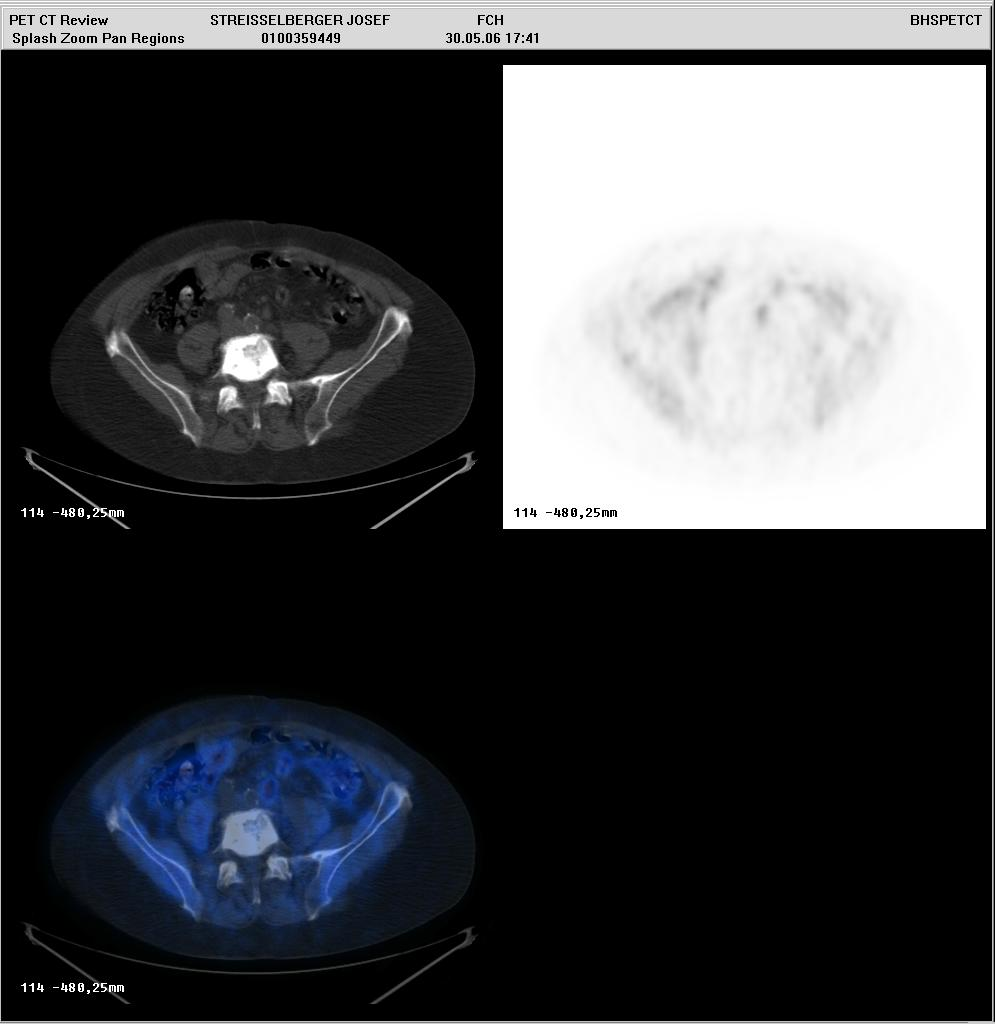 PET CT Review STREISSELBERGER JOSEF FCH BHSPETCT
Splash Zoom Pan Regions 0100359449 30.05.06 17:41
114 -480,25mm
114 -480,25mm
114 -480,25mm